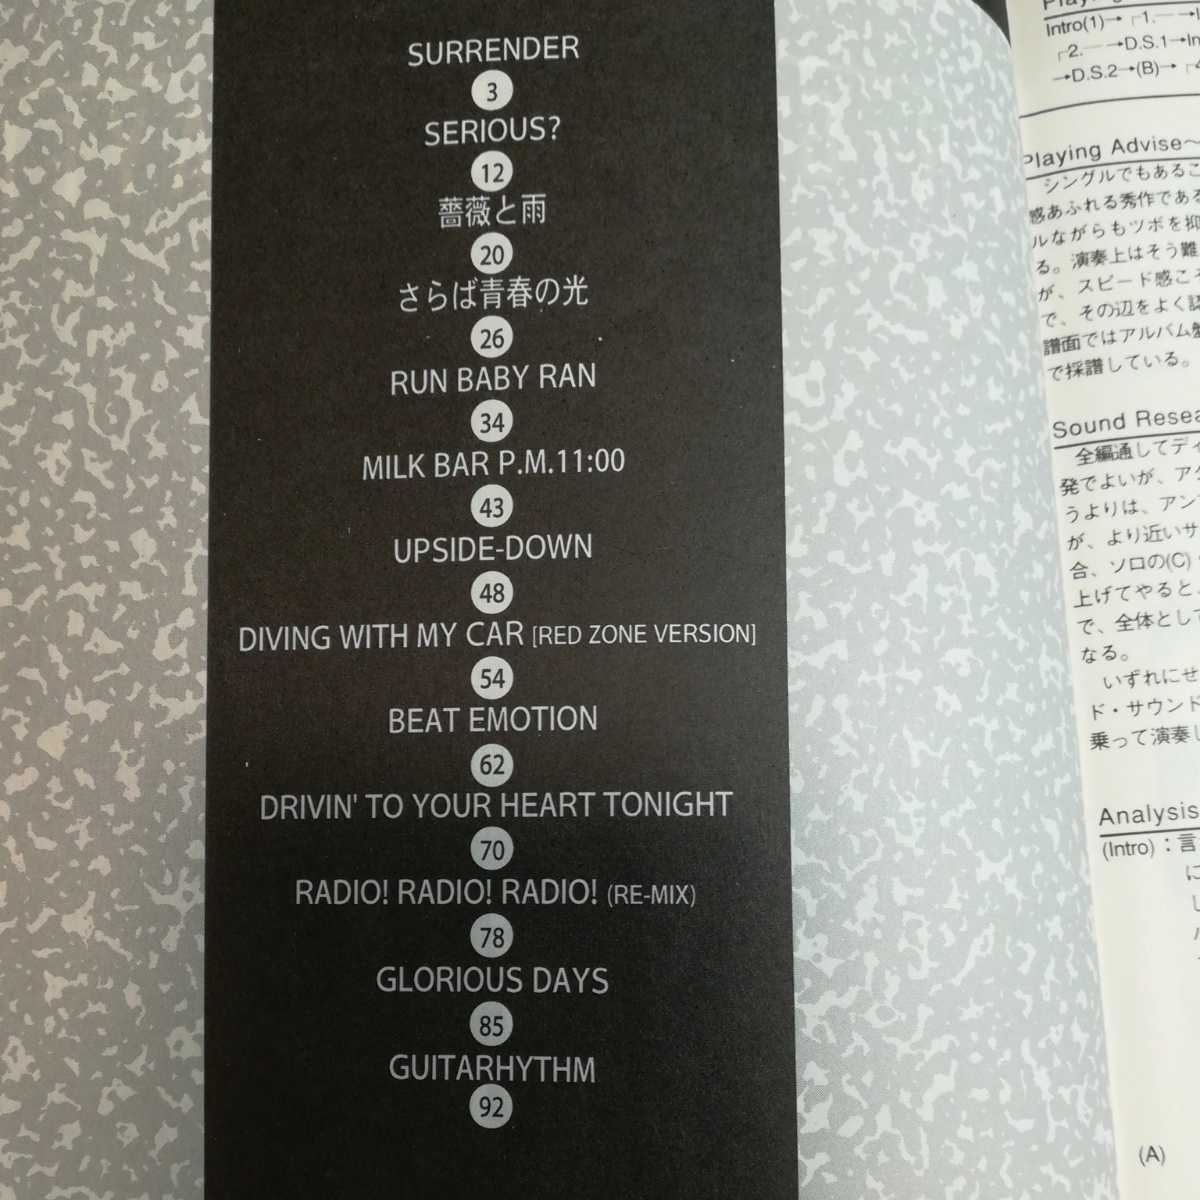 SURRENDER
3
SERIOUS?
12
薔薇と雨
20
さらば青春の光
26
RUN BABY RAN
34
MILK BAR P.M.11:00
43
UPSIDE-DOWN
48
DIVING WITH MY CAR [RED ZONE VERSION]
54
BEAT EMOTION
62
DRIVIN' TO YOUR HEART TONIGHT
70
RADIO! RADIO! RADIO! (RE-MIX)
78
GLORIOUS DAYS
85
GUITARHYTHM
92
Intro(1)→┌1.─→
┌2.─→D.S.1→In
→D.S.2→(B)→┌4
Playing Advise～
シングルでもあるこ
感あふれる秀作である
ルながらもツボを抑
る。演奏上はそう難
が、スピード感こそ
で、その辺をよく認
譜面ではアルバム盤
で採譜している。
Sound Resea
全編通してディ
発でよいが、アタ
うよりは、アン
が、より近いサ
合、ソロの(C)
上げてやると、
で、全体とし
なる。
いずれにせ
ド・サウンド
乗って演奏し
Analysis
(Intro)：言
に
し
(A)